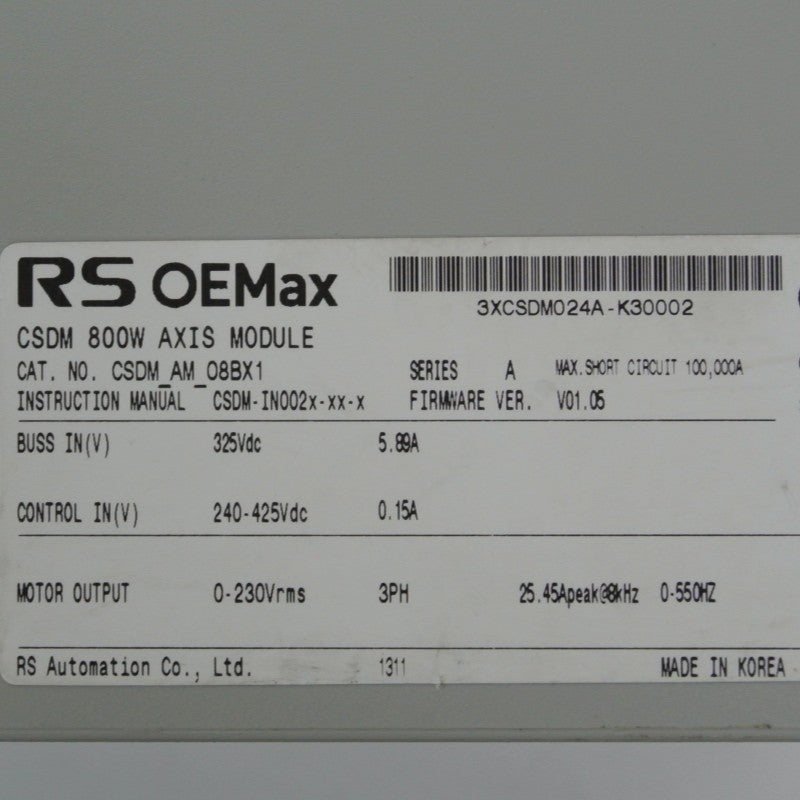 RS OEMax
3XCSDM024A-K30002
CSDM 800W AXIS MODULE
CAT. NO. CSDM_AM_08BX1 SERIES A MAX.SHORT CIRCUIT 100,000A
INSTRUCTION MANUAL CSDM-IN002x-xx-x FIRMWARE VER. V01.05
BUSS IN(V) 325Vdc 5.89A
CONTROL IN(V) 240-425Vdc 0.15A
MOTOR OUTPUT 0-230Vrms 3PH 25.45Apeak@8kHz 0-550HZ
RS Automation Co., Ltd. 1311 MADE IN KOREA